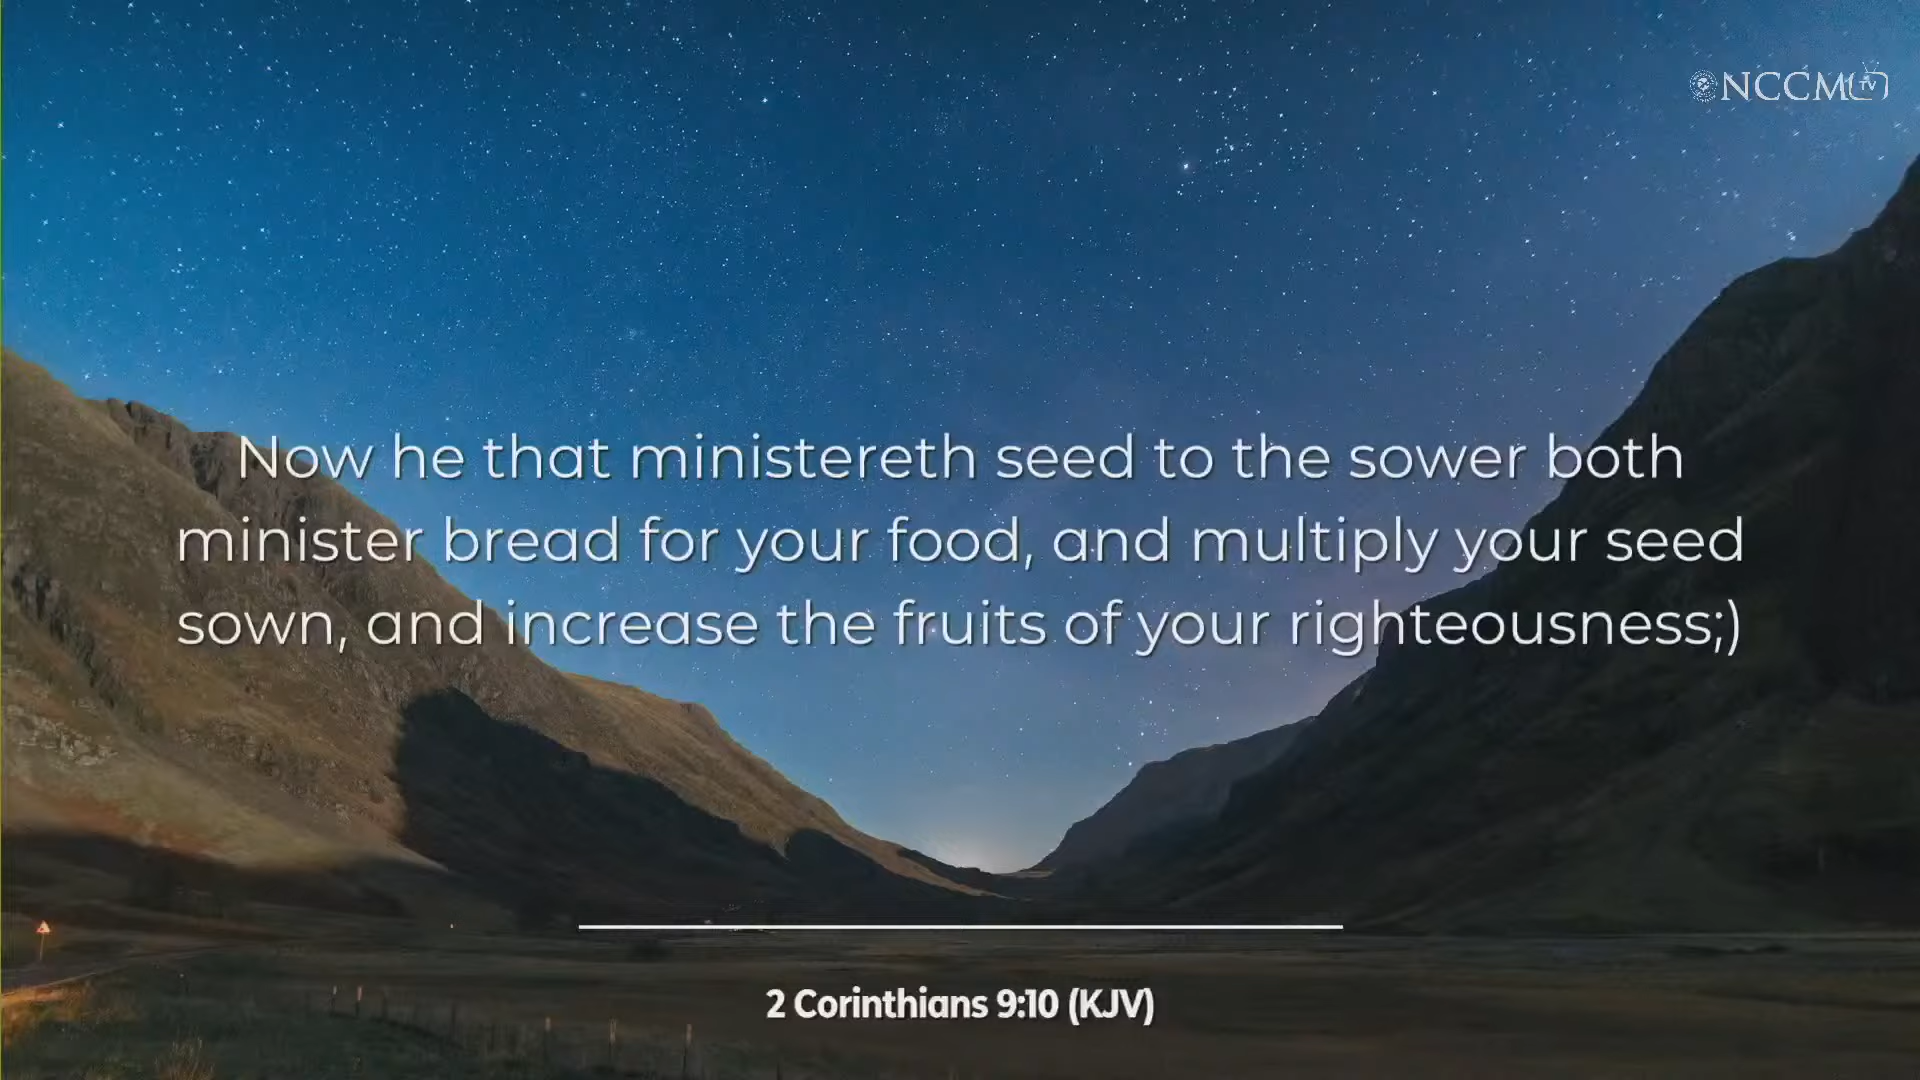 NCCM TV
Now he that ministereth seed to the sower both
minister bread for your food, and multiply your seed
sown, and increase the fruits of your righteousness;)
2 Corinthians 9:10 (KJV)